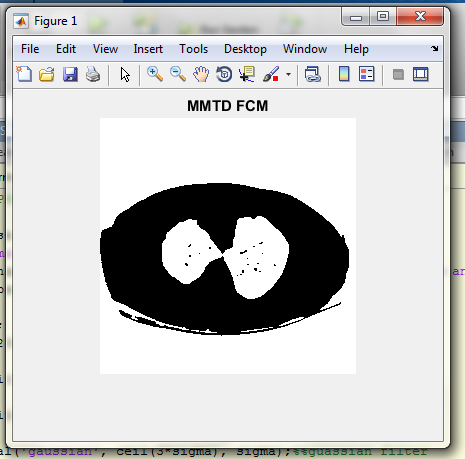 Figure 1
File Edit View Insert Tools Desktop Window Help
MMTD FCM
al('gaussian', ceil(3*sigma), sigma);%%guassian filter